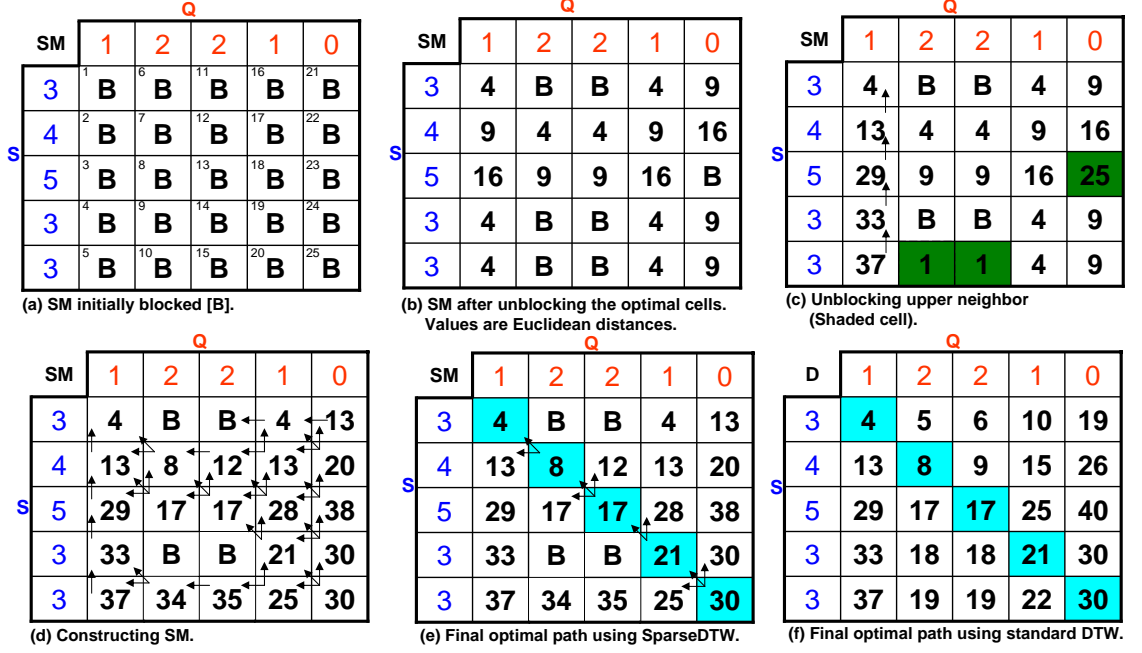 Q
SM 1 2 2 1 0
3 1 B 6 B 11 B 16 B 21 B
4 2 B 7 B 12 B 17 B 22 B
S
5 3 B 8 B 13 B 18 B 23 B
3 4 B 9 B 14 B 19 B 24 B
3 5 B 10 B 15 B 20 B 25 B
(a) SM initially blocked [B].
Q
SM 1 2 2 1 0
3 4 B B 4 9
4 9 4 4 9 16
S
5 16 9 9 16 B
3 4 B B 4 9
3 4 B B 4 9
(b) SM after unblocking the optimal cells.
Values are Euclidean distances.
Q
SM 1 2 2 1 0
3 4 B B 4 9
4 13 4 4 9 16
S
5 29 9 9 16 25
3 33 B B 4 9
3 37 1 1 4 9
(c) Unblocking upper neighbor
(Shaded cell).
Q
SM 1 2 2 1 0
3 4 B B 4 13
4 13 8 12 13 20
S 5 29 17 17 28 38
3 33 B B 21 30
3 37 34 35 25 30
(d) Constructing SM.
Q
SM 1 2 2 1 0
3 4 B B 4 13
4 13 8 12 13 20
S
5 29 17 17 28 38
3 33 B B 21 30
3 37 34 35 25 30
(e) Final optimal path using SparseDTW.
Q
D 1 2 2 1 0
3 4 5 6 10 19
4 13 8 9 15 26
S
5 29 17 17 25 40
3 33 18 18 21 30
3 37 19 19 22 30
(f) Final optimal path using standard DTW.